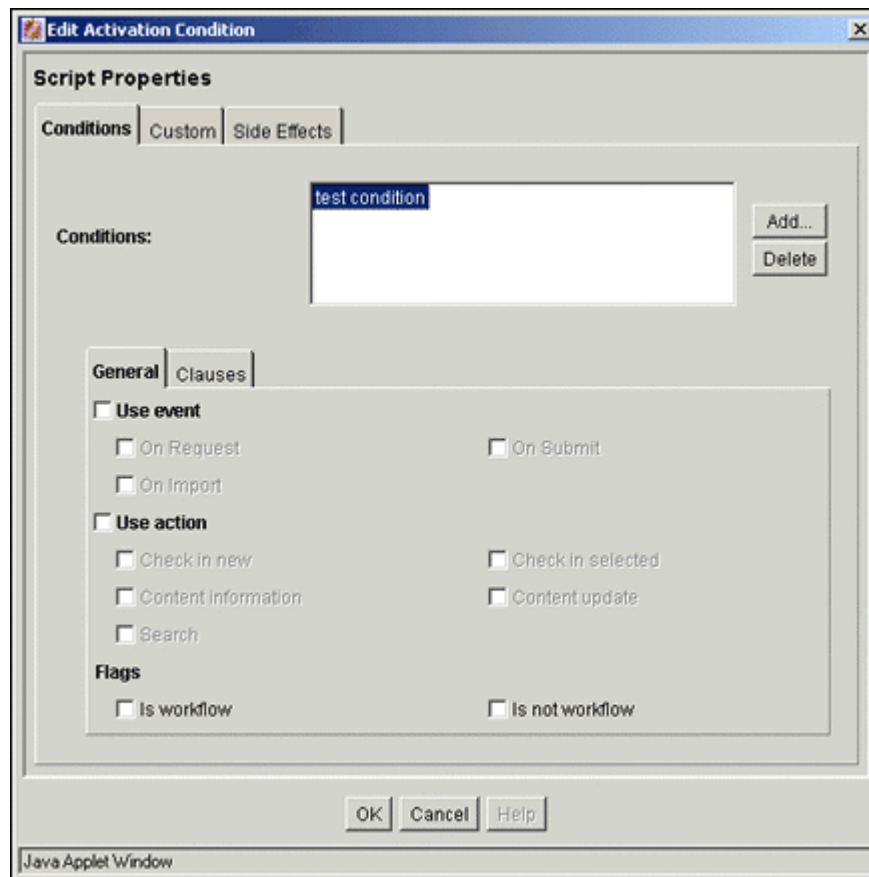 Edit Activation Condition
Script Properties
Conditions Custom Side Effects
test condition
Conditions:
Add...
Delete
General Clauses
Use event
On Request On Submit
On Import
Use action
Check in new Check in selected
Content information Content update
Search
Flags
Is workflow Is not workflow
OK Cancel Help
Java Applet Window